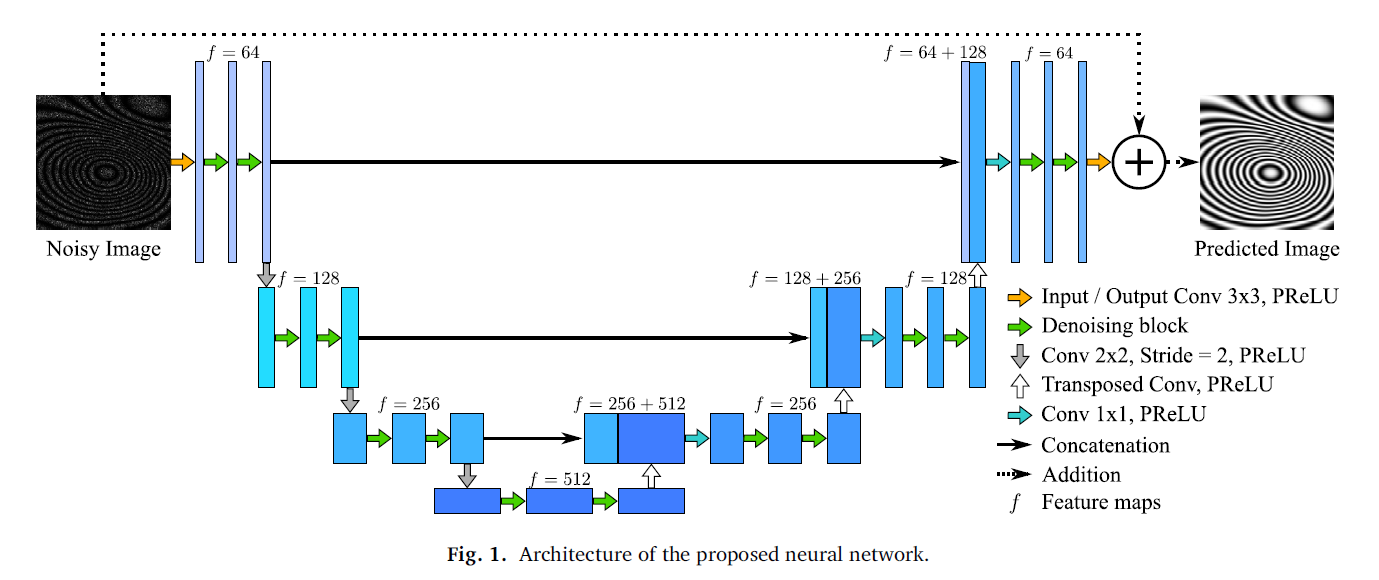 f = 64
f = 64 + 128
f = 64
Noisy Image
Predicted Image
f = 128
f = 128 + 256
f = 128
Input / Output Conv 3x3, PReLU
Denoising block
Conv 2x2, Stride = 2, PReLU
Transposed Conv, PReLU
f = 256
f = 256 + 512
f = 256
Conv 1x1, PReLU
Concatenation
f = 512
Addition
f Feature maps
Fig. 1. Architecture of the proposed neural network.